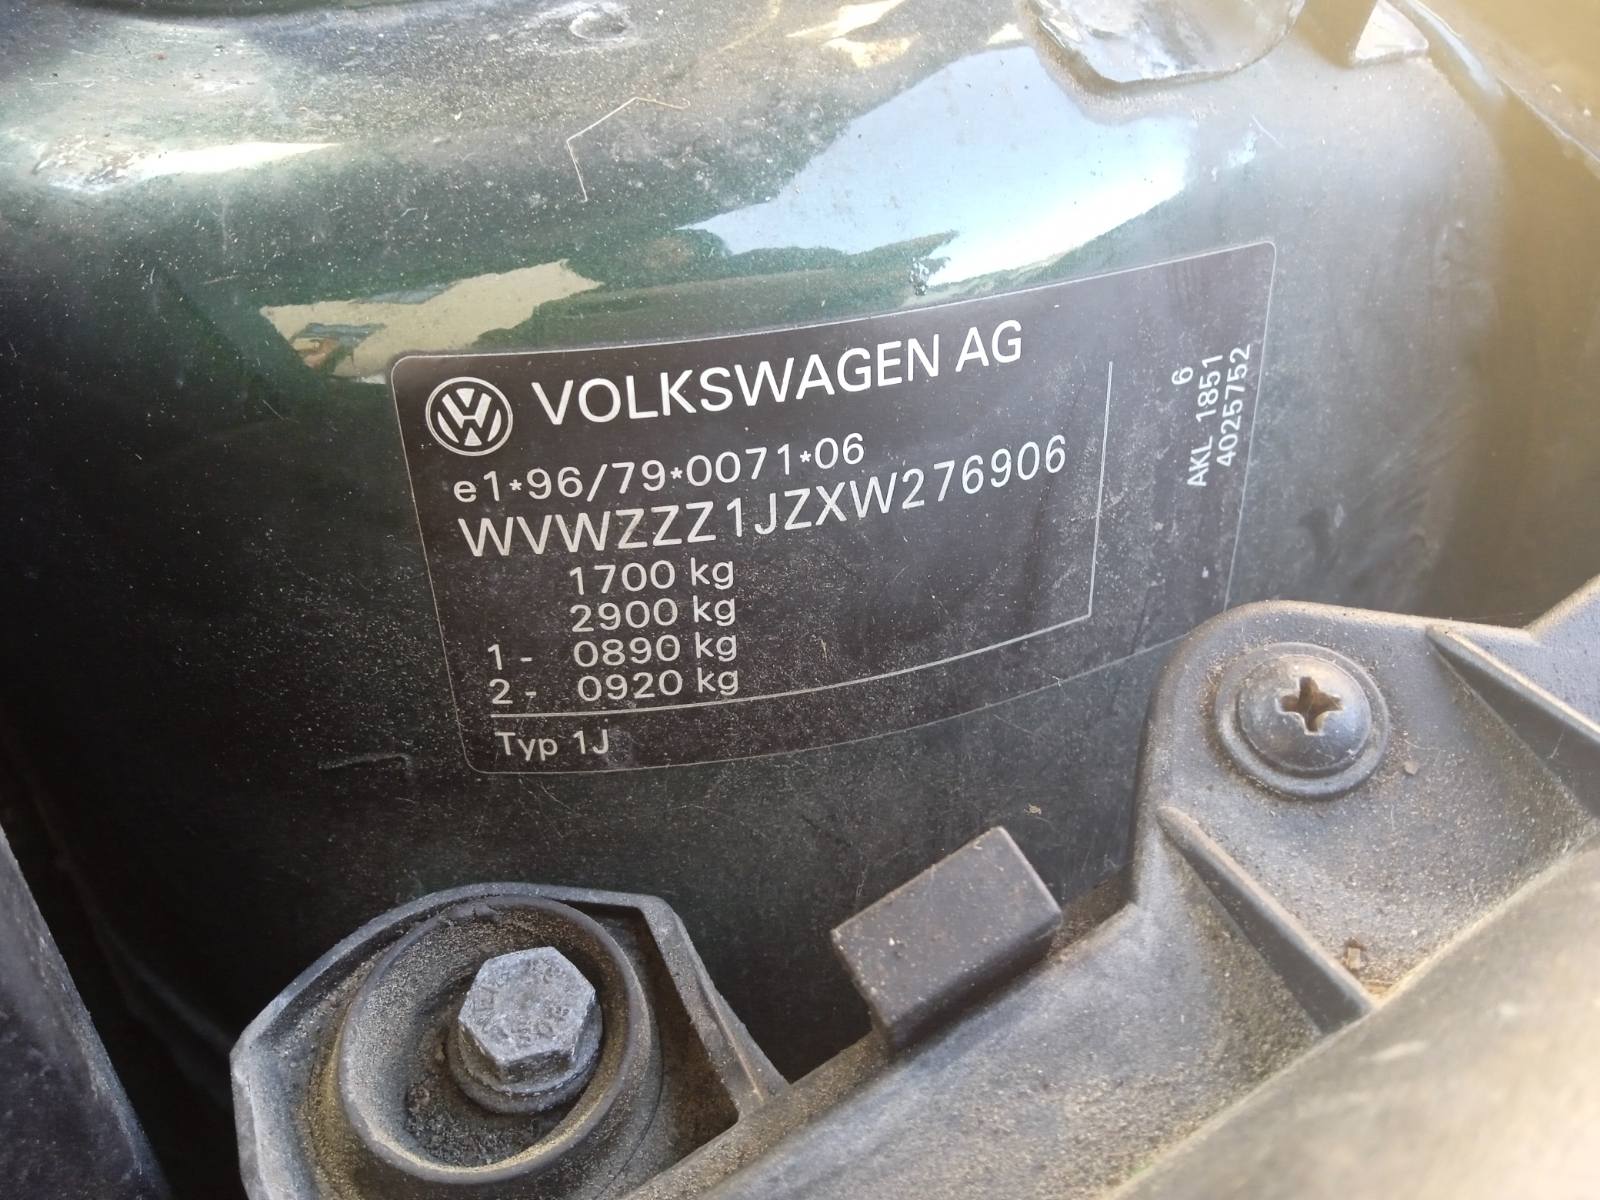 VOLKSWAGEN AG
e1*96/79*0071*06
WVWZZZ1JZXW276906
1700 kg
2900 kg
1 - 0890 kg
2 - 0920 kg
Typ 1J
6
AKL 1851
4025752